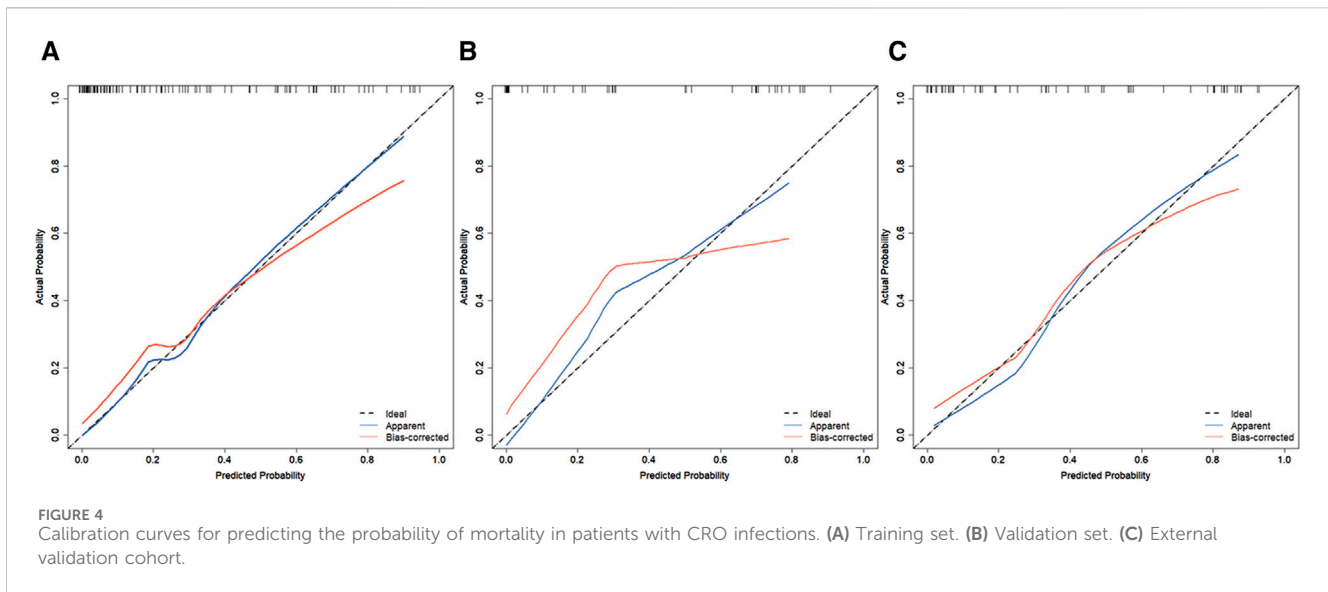 A
B
C
1.0
0.8
0.6
0.4
0.2
0.0
Actual Probability
Ideal
Apparent
Bias-corrected
0.0 0.2 0.4 0.6 0.8 1.0
Predicted Probability
1.0
0.8
0.6
0.4
0.2
0.0
Actual Probability
Ideal
Apparent
Bias-corrected
0.0 0.2 0.4 0.6 0.8 1.0
Predicted Probability
1.0
0.8
0.6
0.4
0.2
0.0
Actual Probability
Ideal
Apparent
Bias-corrected
0.0 0.2 0.4 0.6 0.8 1.0
Predicted Probability
FIGURE 4
Calibration curves for predicting the probability of mortality in patients with CRO infections. (A) Training set. (B) Validation set. (C) External
validation cohort.